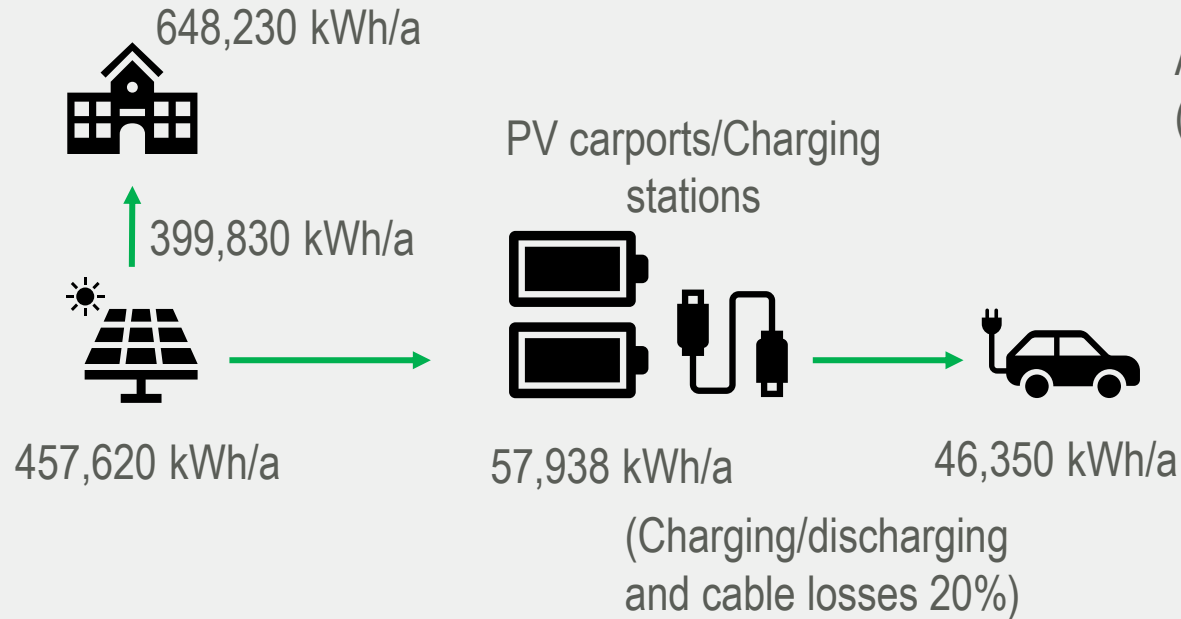 648,230 kWh/a
PV carports/Charging
stations
399,830 kWh/a
457,620 kWh/a
57,938 kWh/a
46,350 kWh/a
(Charging/discharging
and cable losses 20%)